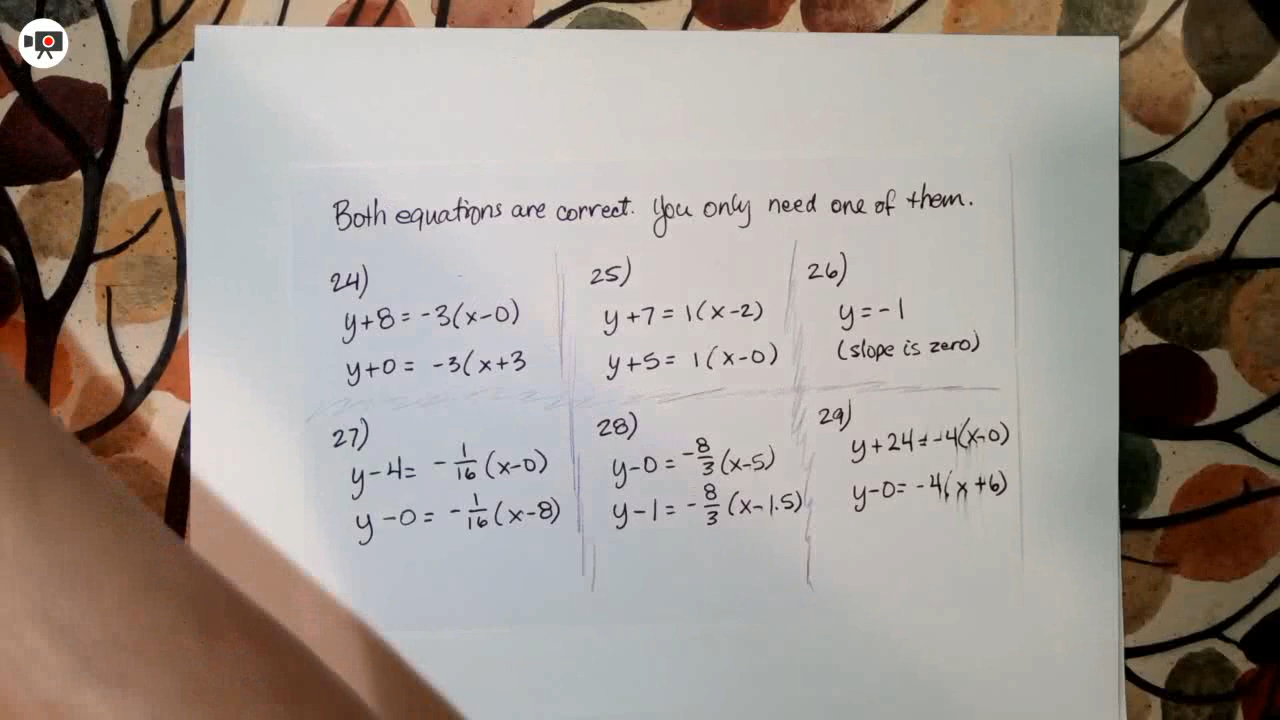 Both equations are correct. You only need one of them.
24)
y+8 = -3(x-0)
y+0 = -3(x+3
25)
y+7 = 1(x-2)
y+5 = 1(x-0)
26)
y = -1
(slope is zero)
27)
y-4 = -1/16(x-0)
y-0 = -1/16(x-8)
28)
y-0 = -8/3(x-5)
y-1 = -8/3(x-1.5)
29)
y+24 = -4(x-0)
y-0 = -4(x+6)